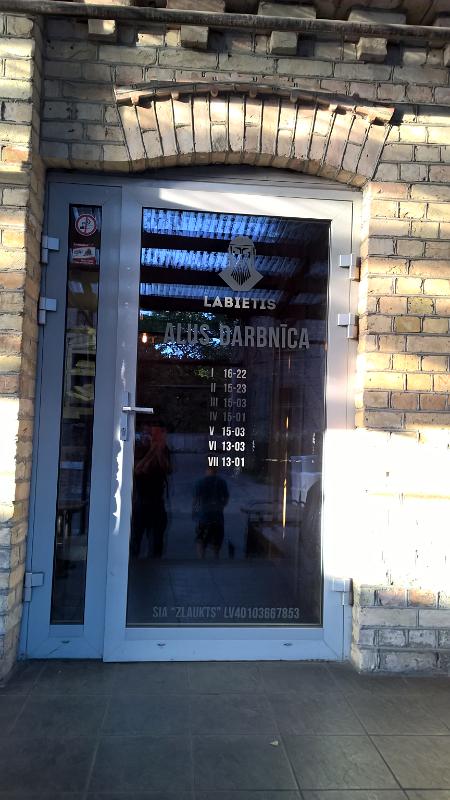 LABIETIS
ALUS DARBNĪCA
I 16-22
II 15-23
III 15-03
IV 15-01
V 15-03
VI 13-03
VII 13-01
SIA "ZLAUKTS" LV40103667853